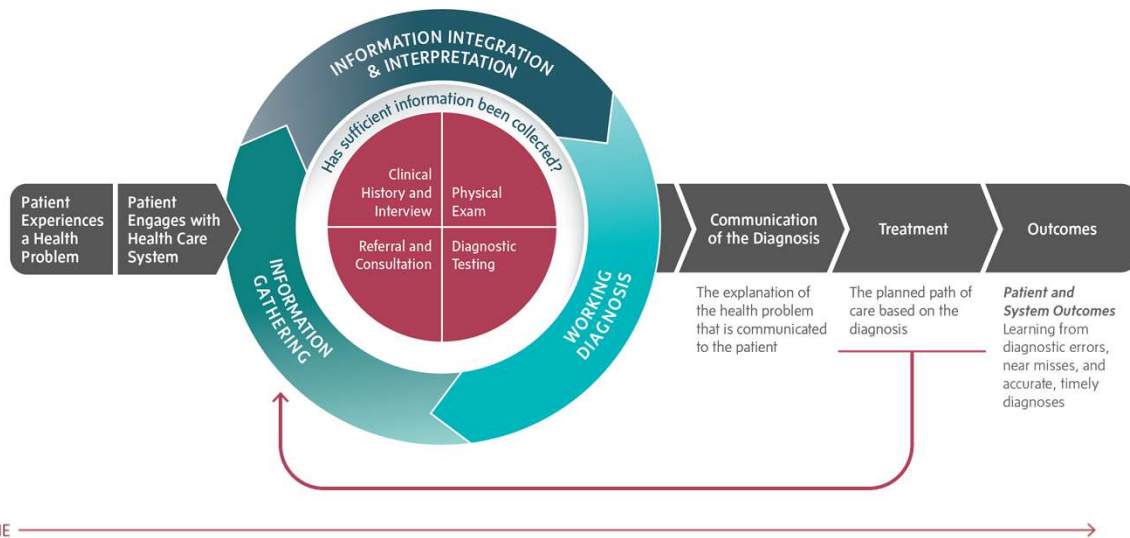 INFORMATION INTEGRATION
& INTERPRETATION
Has sufficient information been collected?
Clinical
History and
Interview
Physical
Exam
Referral and
Consultation
Diagnostic
Testing
INFORMATION
GATHERING
WORKING
DIAGNOSIS
Patient
Experiences
a Health
Problem
Patient
Engages with
Health Care
System
Communication
of the Diagnosis
Treatment
Outcomes
The explanation of
the health problem
that is communicated
to the patient
The planned path of
care based on the
diagnosis
Patient and
System Outcomes
Learning from
diagnostic errors,
near misses, and
accurate, timely
diagnoses